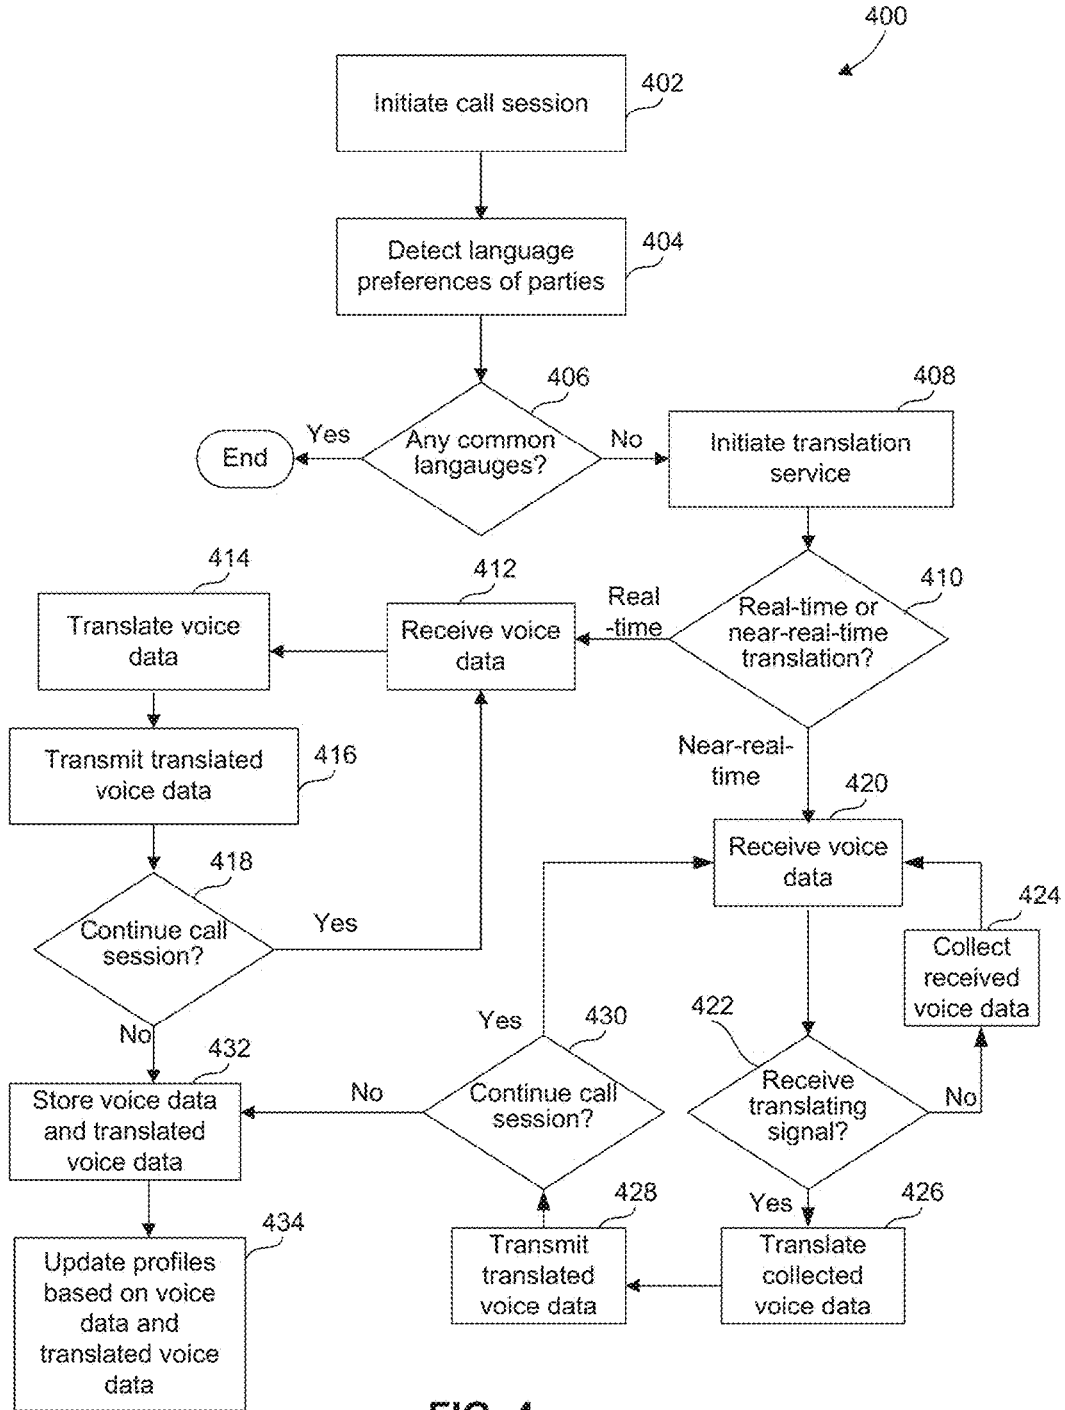 400
Initiate call session
402
Detect language
preferences of parties
404
406
Any common
langauges?
Yes
End
No
408
Initiate translation
service
410
Real-time or
near-real-time
translation?
Real
-time
412
Receive voice
data
414
Translate voice
data
Transmit translated
voice data
416
418
Continue call
session?
Yes
No
Near-real-
time
420
Receive voice
data
424
Collect
received
voice data
422
Receive
translating
signal?
No
Yes
426
Translate
collected
voice data
428
Transmit
translated
voice data
430
Continue call
session?
Yes
No
432
Store voice data
and translated
voice data
434
Update profiles
based on voice
data and
translated voice
data
FIG. 4